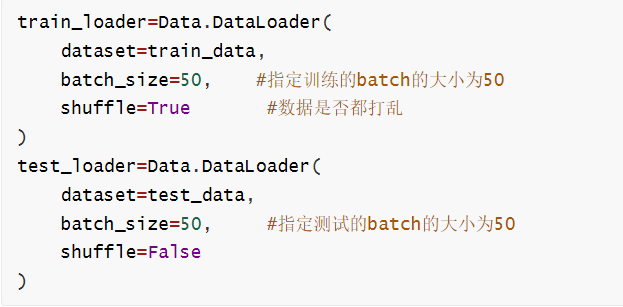 train_loader=Data.DataLoader(
    dataset=train_data,
    batch_size=50,    #指定训练的batch的大小为50
    shuffle=True       #数据是否都打乱
)
test_loader=Data.DataLoader(
    dataset=test_data,
    batch_size=50,     #指定测试的batch的大小为50
    shuffle=False
)